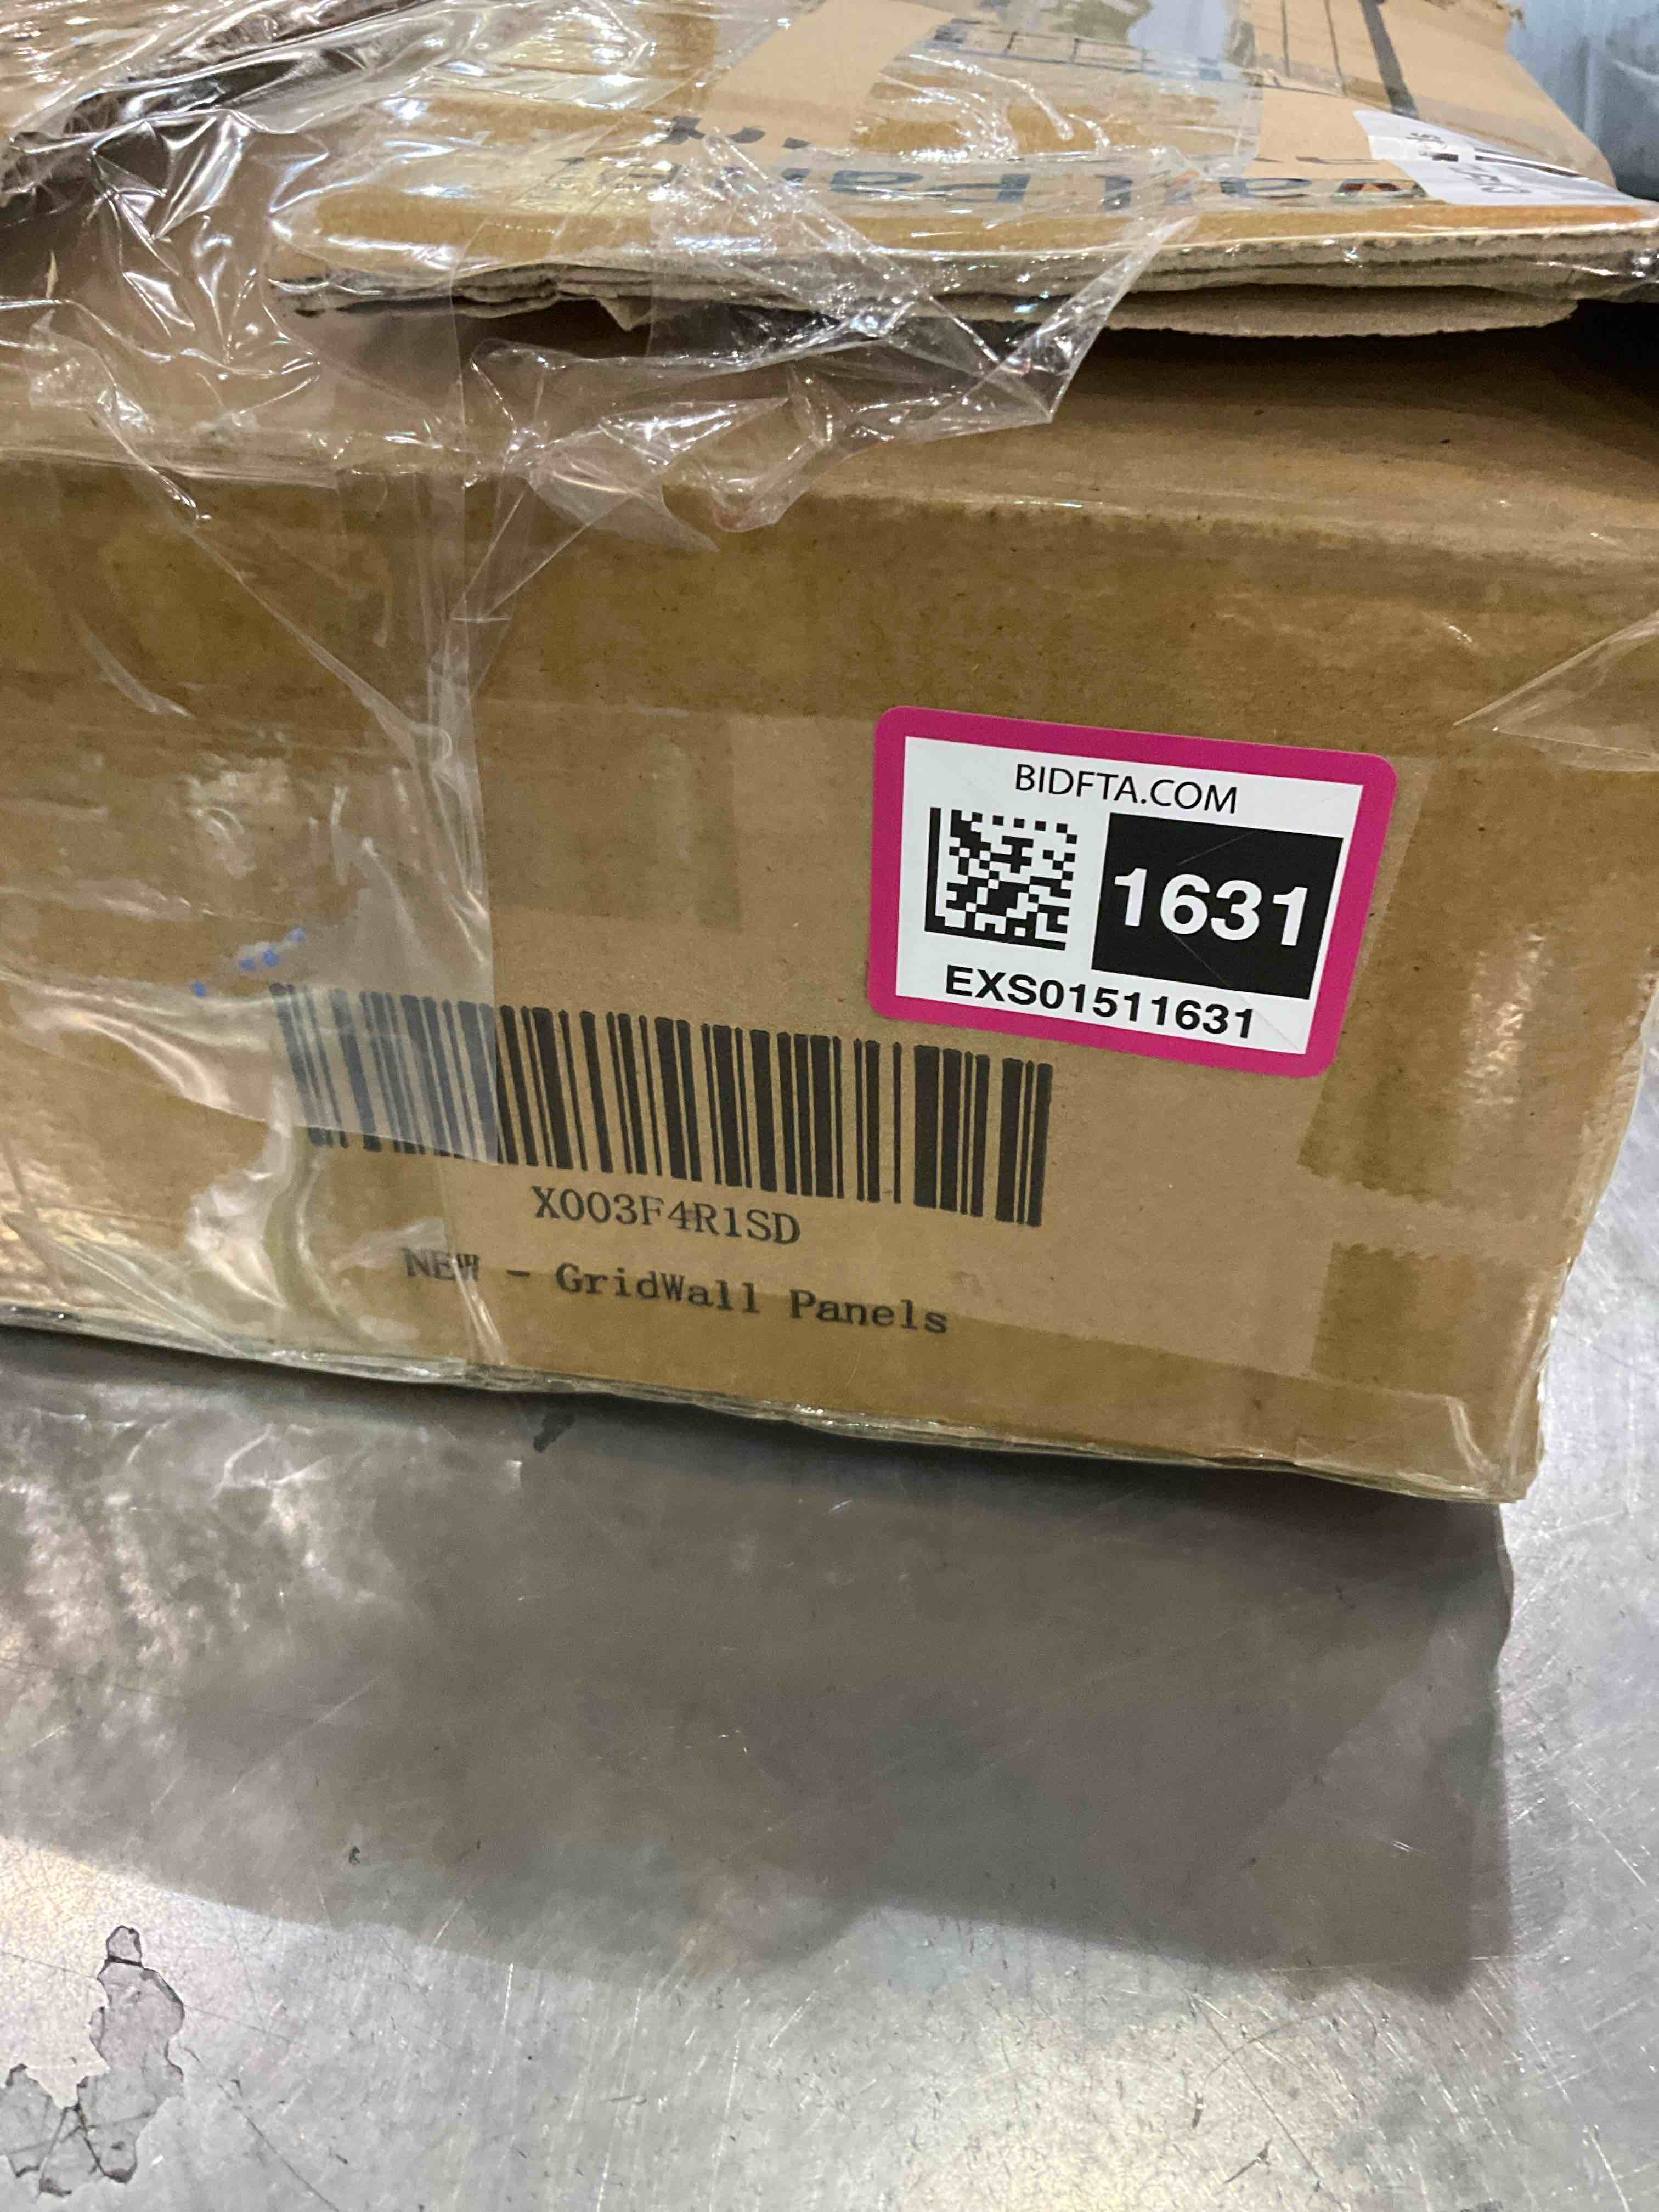 BIDFTA.COM
1631
EXS01511631
X003F4R1SD
NEW - GridWall Panels